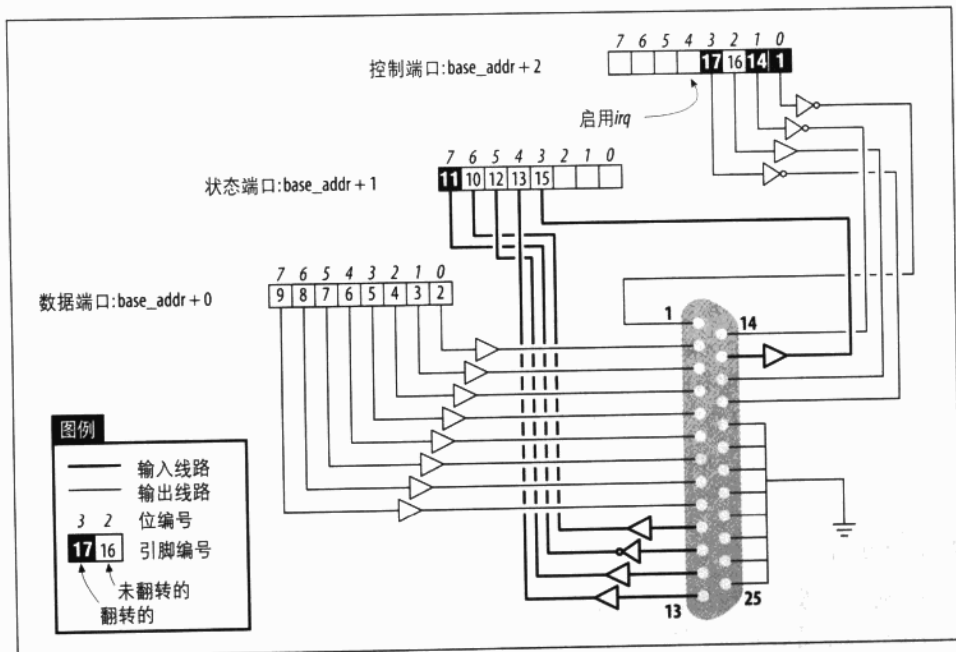 7 6 5 4 3 2 1 0
控制端口:base_addr + 2
17 16 14 1
启用irq
7 6 5 4 3 2 1 0
状态端口:base_addr + 1
11 10 12 13 15
7 6 5 4 3 2 1 0
数据端口:base_addr + 0
9 8 7 6 5 4 3 2
1
14
13
25
图例
输入线路
输出线路
3 2
位编号
17 16
引脚编号
未翻转的
翻转的